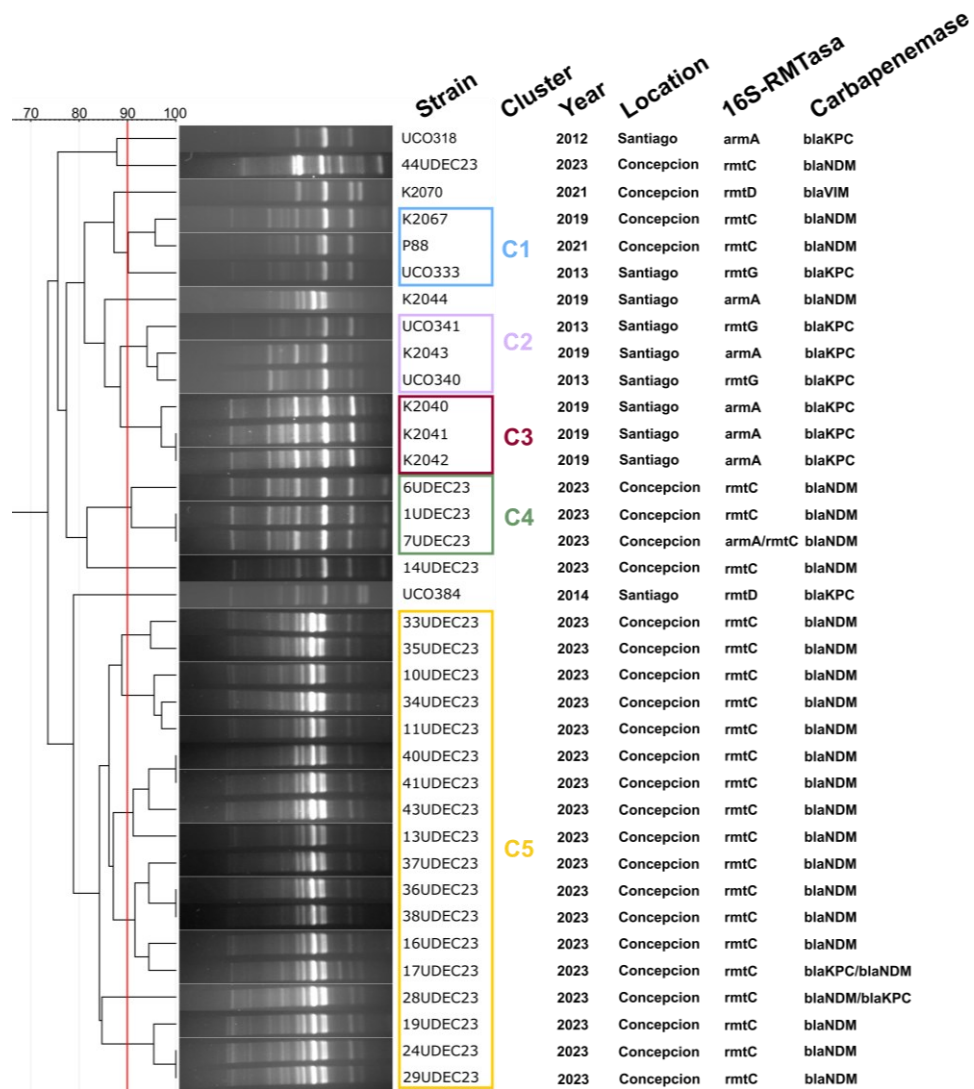 Strain Cluster Year Location 16S-RMTasa Carbapenemase
70 80 90 100
UCO318 2012 Santiago armA blaKPC
44UDEC23 2023 Concepcion rmtC blaNDM
K2070 2021 Concepcion rmtD blaVIM
K2067 2019 Concepcion rmtC blaNDM
P88 C1 2021 Concepcion rmtC blaNDM
UCO333 2013 Santiago rmtG blaKPC
K2044 2019 Santiago armA blaNDM
UCO341 C2 2013 Santiago rmtG blaKPC
K2043 2019 Santiago armA blaKPC
UCO340 2013 Santiago rmtG blaKPC
K2040 2019 Santiago armA blaKPC
K2041 C3 2019 Santiago armA blaKPC
K2042 2019 Santiago armA blaKPC
6UDEC23 2023 Concepcion rmtC blaNDM
1UDEC23 C4 2023 Concepcion rmtC blaNDM
7UDEC23 2023 Concepcion armA/rmtC blaNDM
14UDEC23 2023 Concepcion rmtC blaNDM
UCO384 2014 Santiago rmtD blaKPC
33UDEC23 2023 Concepcion rmtC blaNDM
35UDEC23 2023 Concepcion rmtC blaNDM
10UDEC23 2023 Concepcion rmtC blaNDM
34UDEC23 2023 Concepcion rmtC blaNDM
11UDEC23 2023 Concepcion rmtC blaNDM
40UDEC23 2023 Concepcion rmtC blaNDM
41UDEC23 2023 Concepcion rmtC blaNDM
43UDEC23 2023 Concepcion rmtC blaNDM
13UDEC23 C5 2023 Concepcion rmtC blaNDM
37UDEC23 2023 Concepcion rmtC blaNDM
36UDEC23 2023 Concepcion rmtC blaNDM
38UDEC23 2023 Concepcion rmtC blaNDM
16UDEC23 2023 Concepcion rmtC blaNDM
17UDEC23 2023 Concepcion rmtC blaKPC/blaNDM
28UDEC23 2023 Concepcion rmtC blaNDM/blaKPC
19UDEC23 2023 Concepcion rmtC blaNDM
24UDEC23 2023 Concepcion rmtC blaNDM
29UDEC23 2023 Concepcion rmtC blaNDM